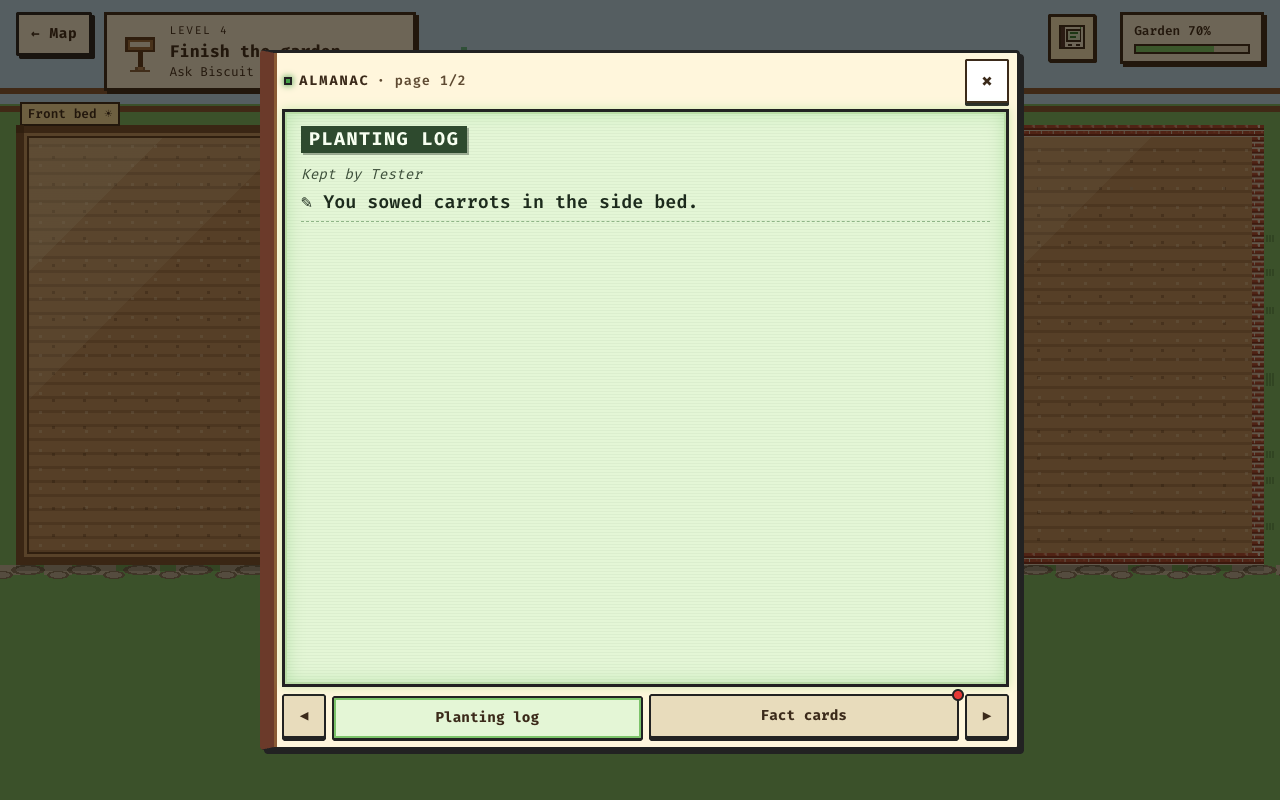 ← Map
LEVEL 4
Finish the garden
Ask Biscuit
Garden 70%
Front bed ☀
ALMANAC · page 1/2
✖
PLANTING LOG
Kept by Tester
✎ You sowed carrots in the side bed.
◀
Planting log
Fact cards
▶